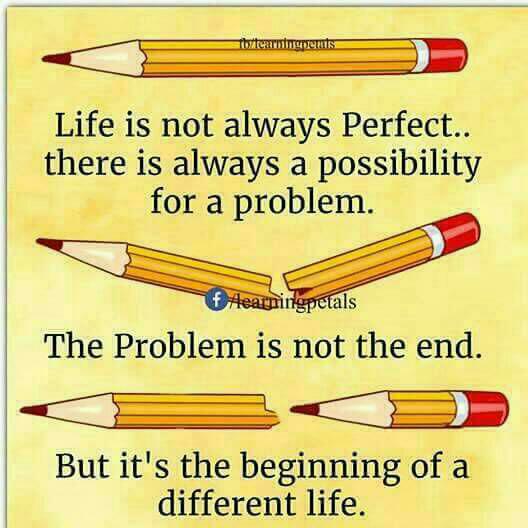 fb/learningpetals
Life is not always Perfect..
there is always a possibility
for a problem.
f /learningpetals
The Problem is not the end.
But it's the beginning of a
different life.